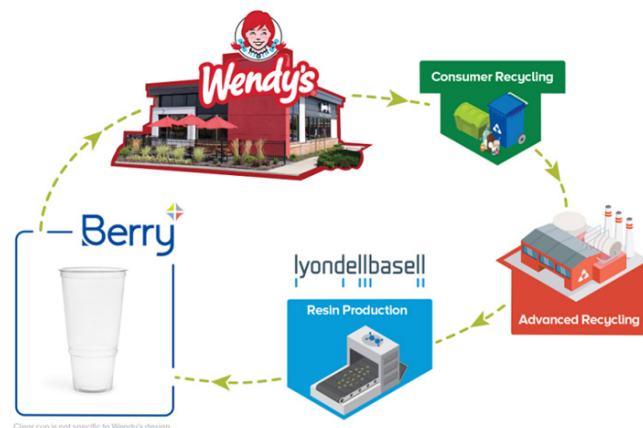 Wendy's
Consumer Recycling
Berry
lyondellbasell
Resin Production
Advanced Recycling
Clear cup is not specific to Wendy's design